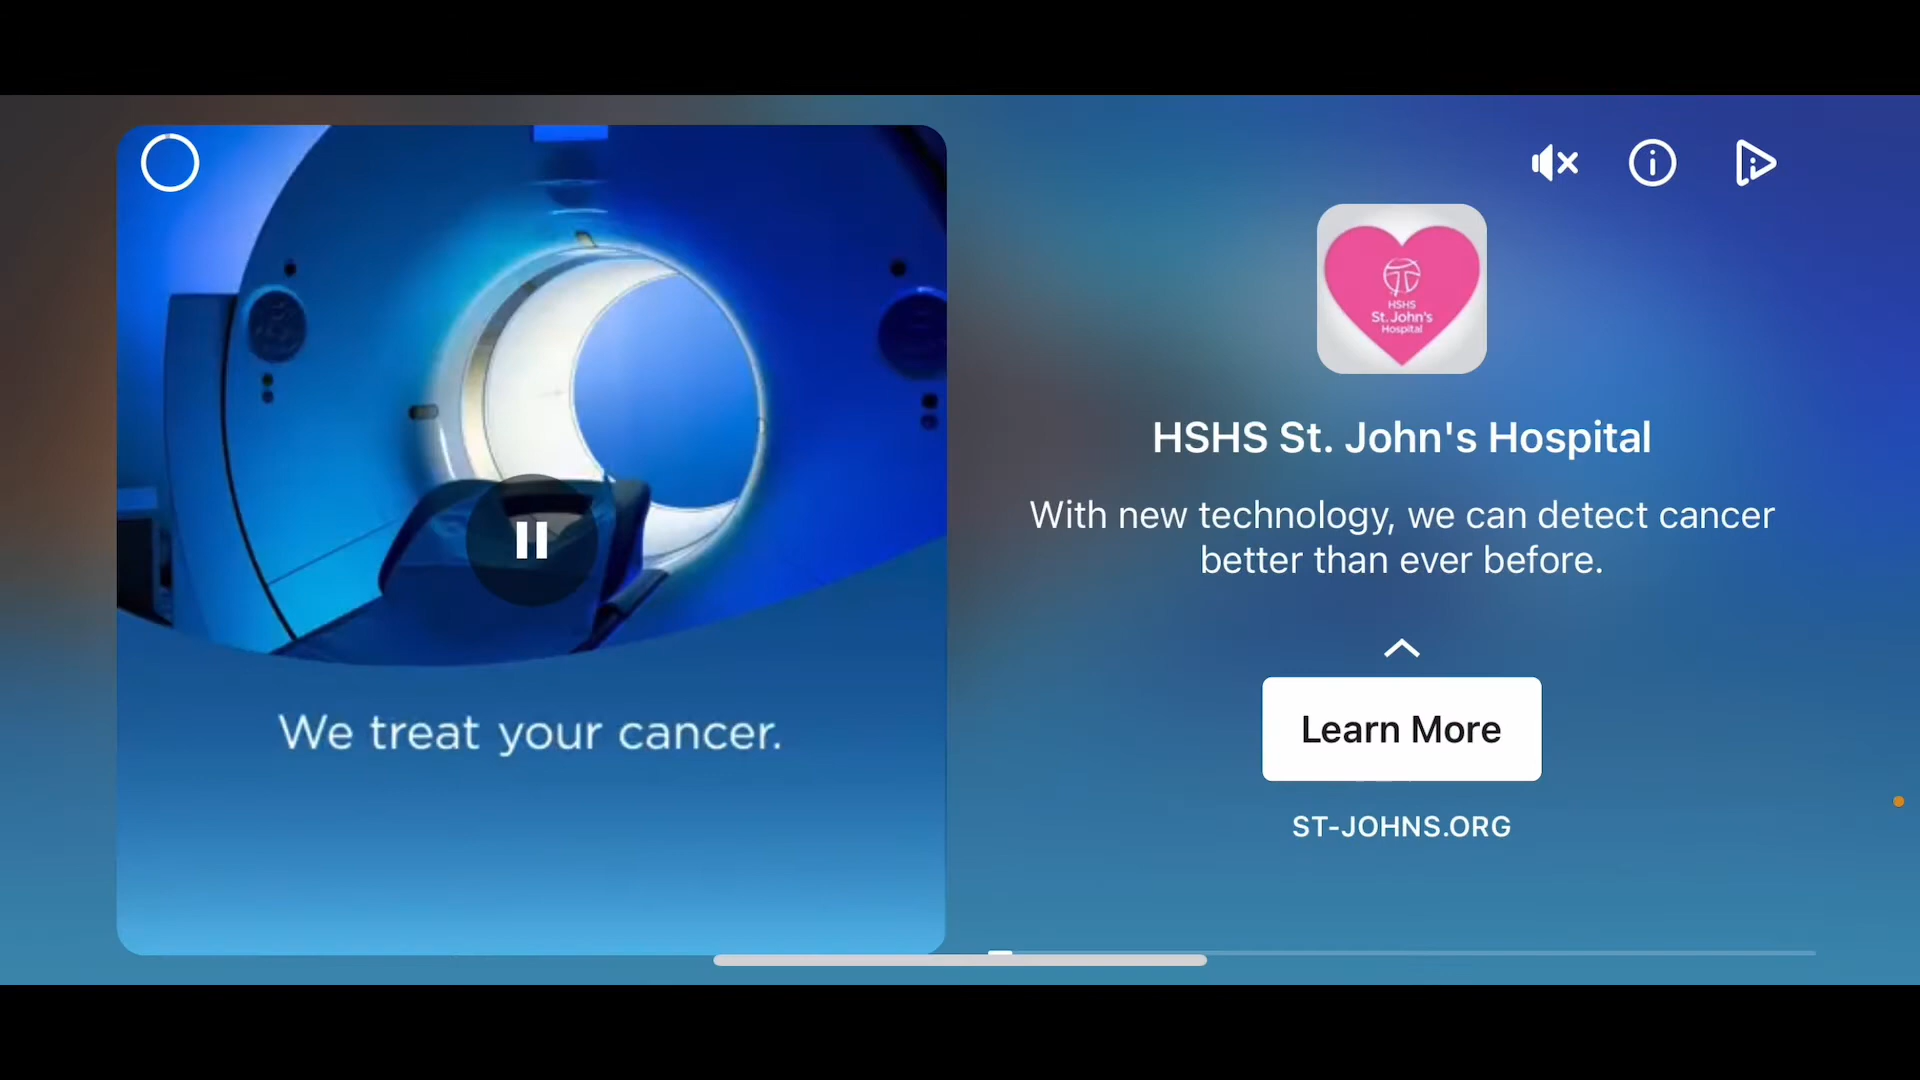 We treat your cancer.
HSHS
St. John's
Hospital
HSHS St. John's Hospital
With new technology, we can detect cancer
better than ever before.
Learn More
ST-JOHNS.ORG